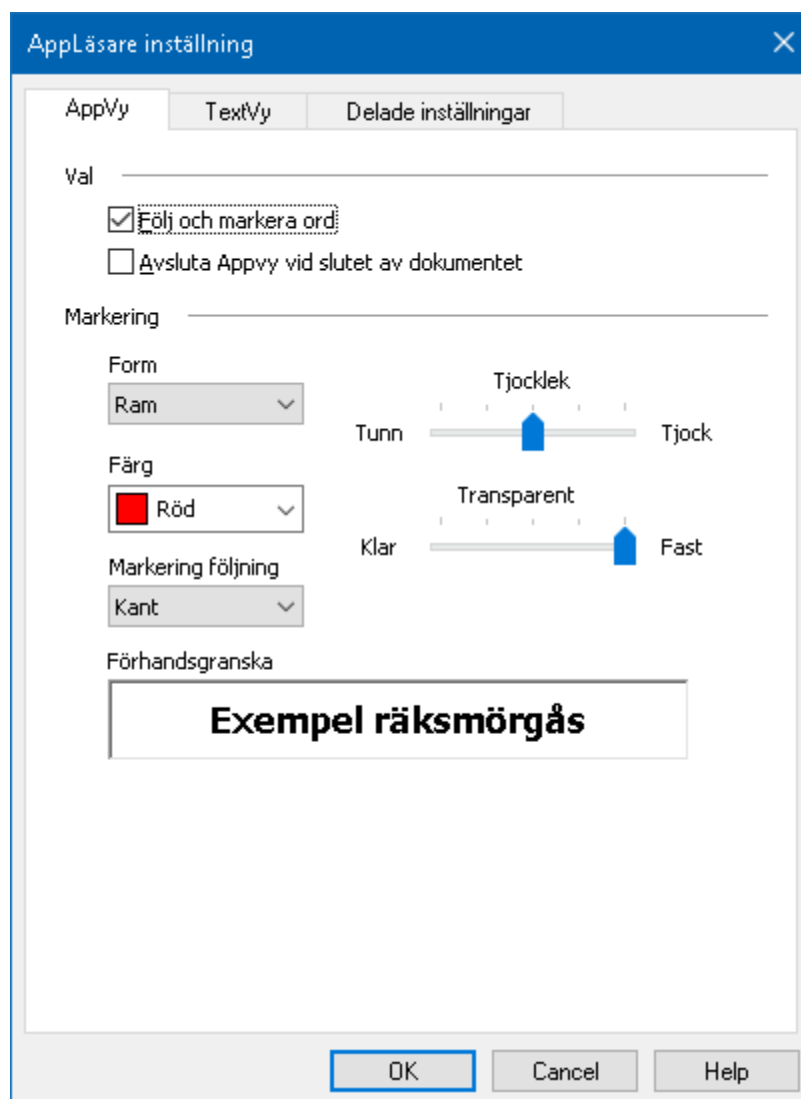 AppLäsare inställning
AppVy TextVy Delade inställningar
Val
Följ och markera ord
Avsluta Appvy vid slutet av dokumentet
Markering
Form
Tjocklek
Ram
Tunn Tjock
Färg
Transparent
Röd
Klar Fast
Markering följning
Kant
Förhandsgranska
Exempel räksmörgås
OK Cancel Help